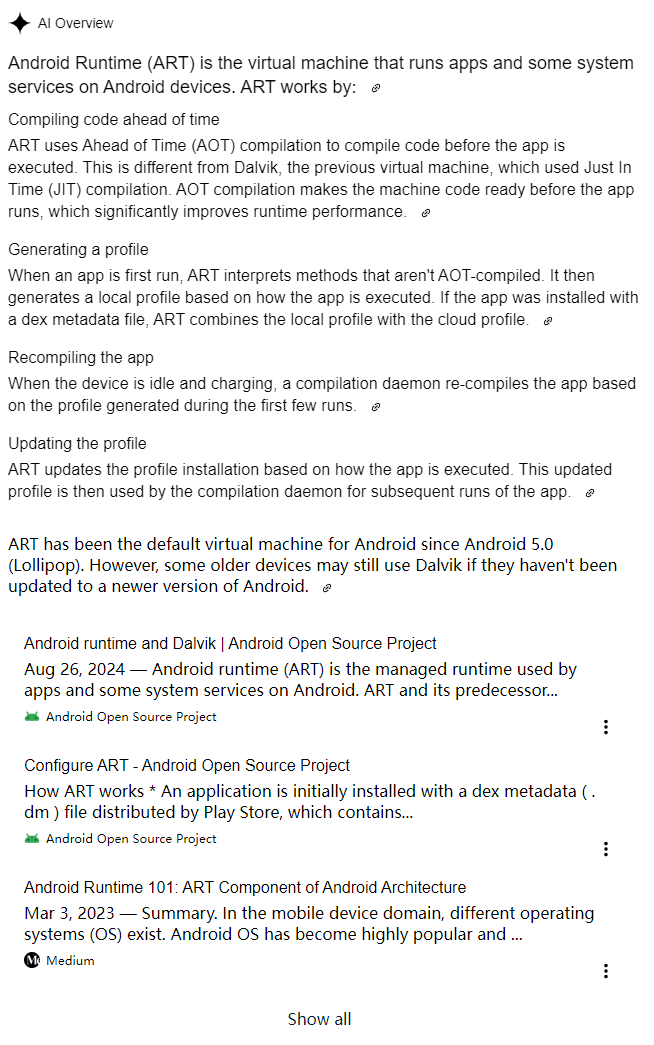 AI Overview
Android Runtime (ART) is the virtual machine that runs apps and some system
services on Android devices. ART works by:
Compiling code ahead of time
ART uses Ahead of Time (AOT) compilation to compile code before the app is
executed. This is different from Dalvik, the previous virtual machine, which used Just In
Time (JIT) compilation. AOT compilation makes the machine code ready before the app
runs, which significantly improves runtime performance.
Generating a profile
When an app is first run, ART interprets methods that aren't AOT-compiled. It then
generates a local profile based on how the app is executed. If the app was installed with
a dex metadata file, ART combines the local profile with the cloud profile.
Recompiling the app
When the device is idle and charging, a compilation daemon re-compiles the app based
on the profile generated during the first few runs.
Updating the profile
ART updates the profile installation based on how the app is executed. This updated
profile is then used by the compilation daemon for subsequent runs of the app.
ART has been the default virtual machine for Android since Android 5.0
(Lollipop). However, some older devices may still use Dalvik if they haven't been
updated to a newer version of Android.
Android runtime and Dalvik | Android Open Source Project
Aug 26, 2024 — Android runtime (ART) is the managed runtime used by
apps and some system services on Android. ART and its predecessor...
Android Open Source Project
Configure ART - Android Open Source Project
How ART works * An application is initially installed with a dex metadata ( .
dm ) file distributed by Play Store, which contains...
Android Open Source Project
Android Runtime 101: ART Component of Android Architecture
Mar 3, 2023 — Summary. In the mobile device domain, different operating
systems (OS) exist. Android OS has become highly popular and ...
Medium
Show all